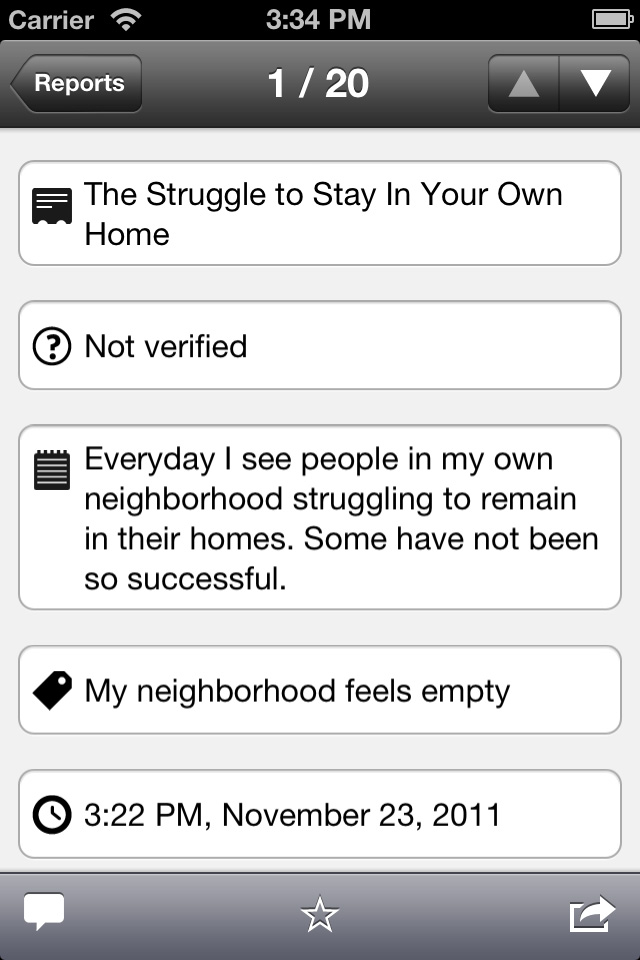 Carrier 3:34 PM
Reports 1 / 20
The Struggle to Stay In Your Own
Home
Not verified
Everyday I see people in my own
neighborhood struggling to remain
in their homes. Some have not been
so successful.
My neighborhood feels empty
3:22 PM, November 23, 2011